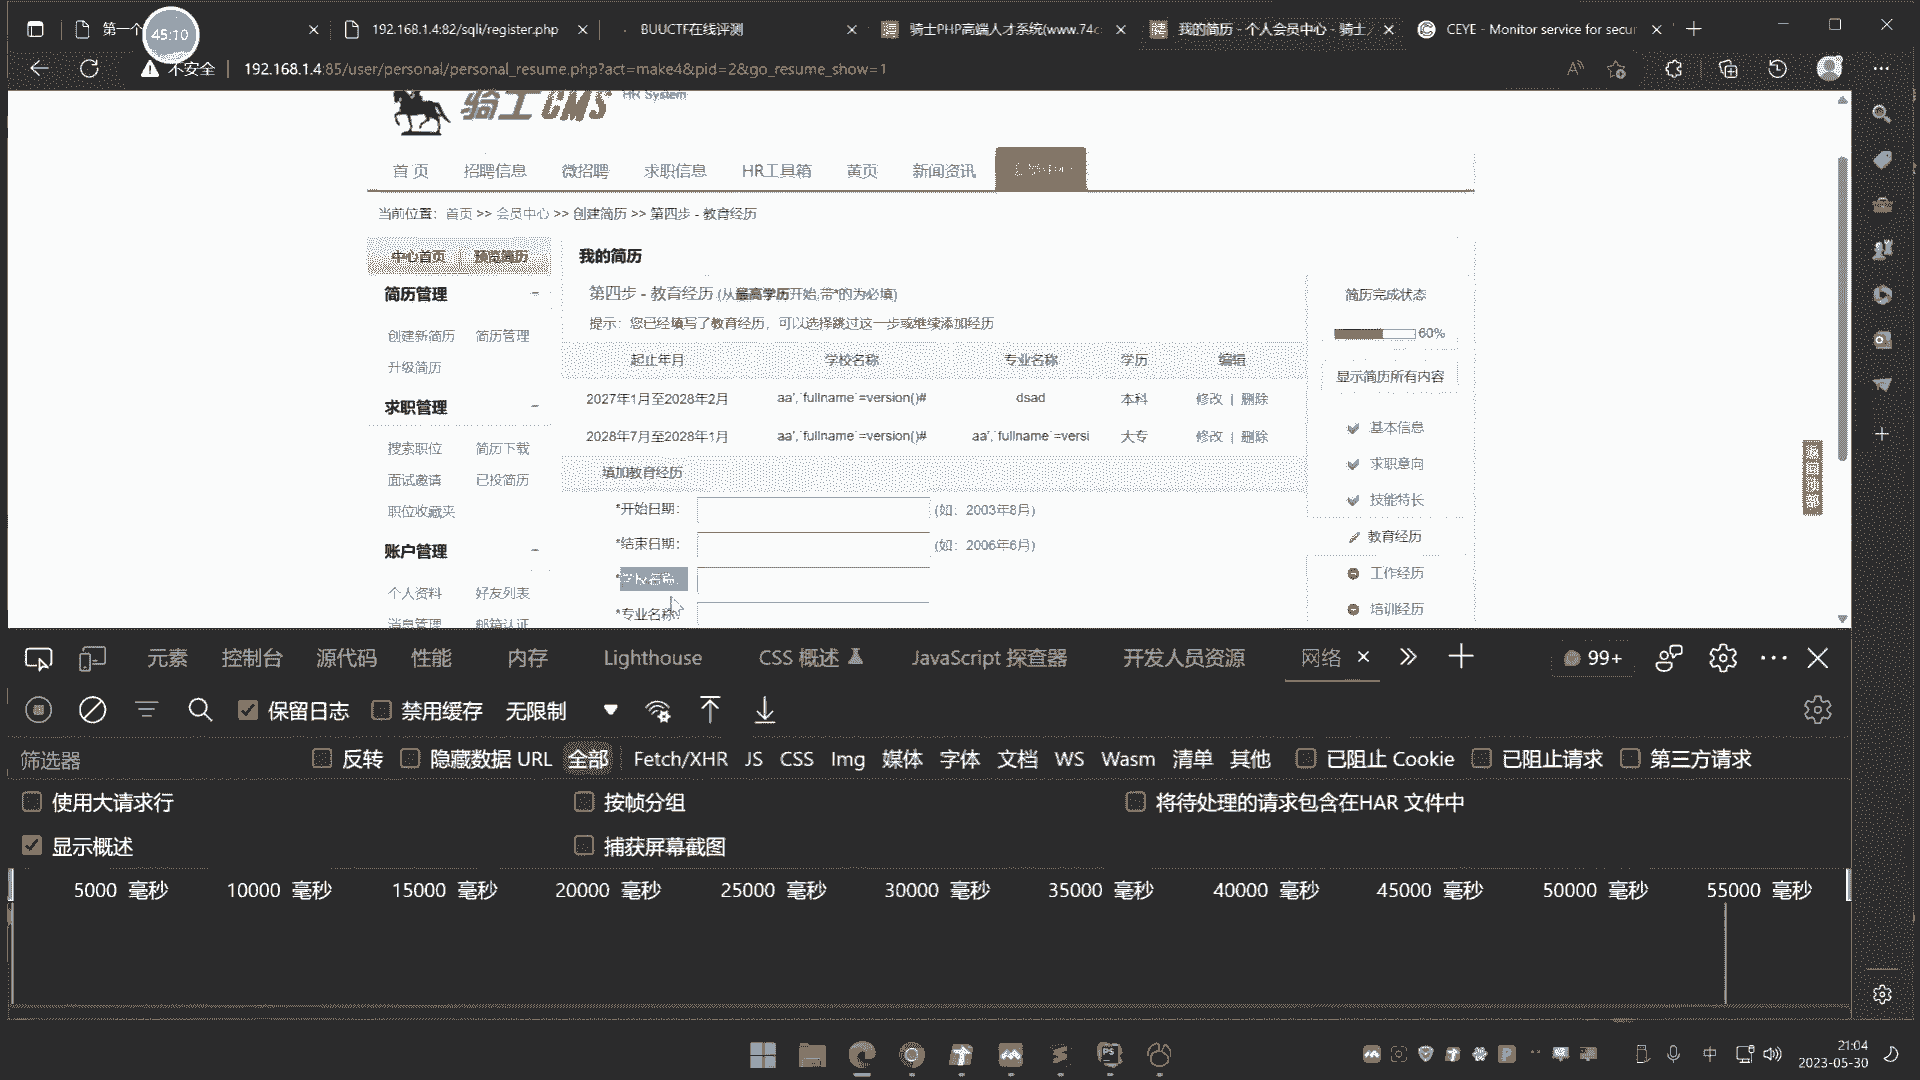 第一个
45:10
192.168.1.4:82/sqli/register.php
BUUCTF在线评测
骑士PHP高端人才系统(www.74c
我的简历 - 个人会员中心 - 骑士
CEYE - Monitor service for secur
不安全
192.168.1.4:85/user/personal/personal_resume.php?act=make4&pid=2&go_resume_show=1
骑士CMS HR System
首 页 招聘信息 微招聘 求职信息 HR工具箱 黄页 新闻资讯
当前位置: 首页 >> 会员中心 >> 创建简历 >> 第四步 - 教育经历
中心首页 预览简历
我的简历
简历管理
创建新简历 简历管理
升级简历
求职管理
搜索职位 简历下载
面试邀请 已投简历
职位收藏夹
账户管理
个人资料 好友列表
消息管理 邮箱认证
第四步 - 教育经历 (从最高学历开始,带*的为必填)
提示：您已经填写了教育经历，可以选择跳过这一步或继续添加经历
起止年月 学校名称 专业名称 学历 编辑
2027年1月至2028年2月 aa',`fullname`=version()# dsad 本科 修改 | 删除
2028年7月至2028年1月 aa',`fullname`=version()# aa',`fullname`=versi 大专 修改 | 删除
填加教育经历
*开始日期： (如：2003年8月)
*结束日期： (如：2006年6月)
*学校名称：
*专业名称：
简历完成状态
60%
显示简历所有内容
基本信息
求职意向
技能特长
教育经历
工作经历
培训经历
返回顶部
元素 控制台 源代码 性能 内存 Lighthouse CSS 概述 JavaScript 探查器 开发人员资源 网络 99+
保留日志 禁用缓存 无限制
筛选器 反转 隐藏数据 URL 全部 Fetch/XHR JS CSS Img 媒体 字体 文档 WS Wasm 清单 其他 已阻止 Cookie 已阻止请求 第三方请求
使用大请求行 按帧分组 将待处理的请求包含在HAR 文件中
显示概述 捕获屏幕截图
5000 毫秒 10000 毫秒 15000 毫秒 20000 毫秒 25000 毫秒 30000 毫秒 35000 毫秒 40000 毫秒 45000 毫秒 50000 毫秒 55000 毫秒
中
21:04
2023-05-30